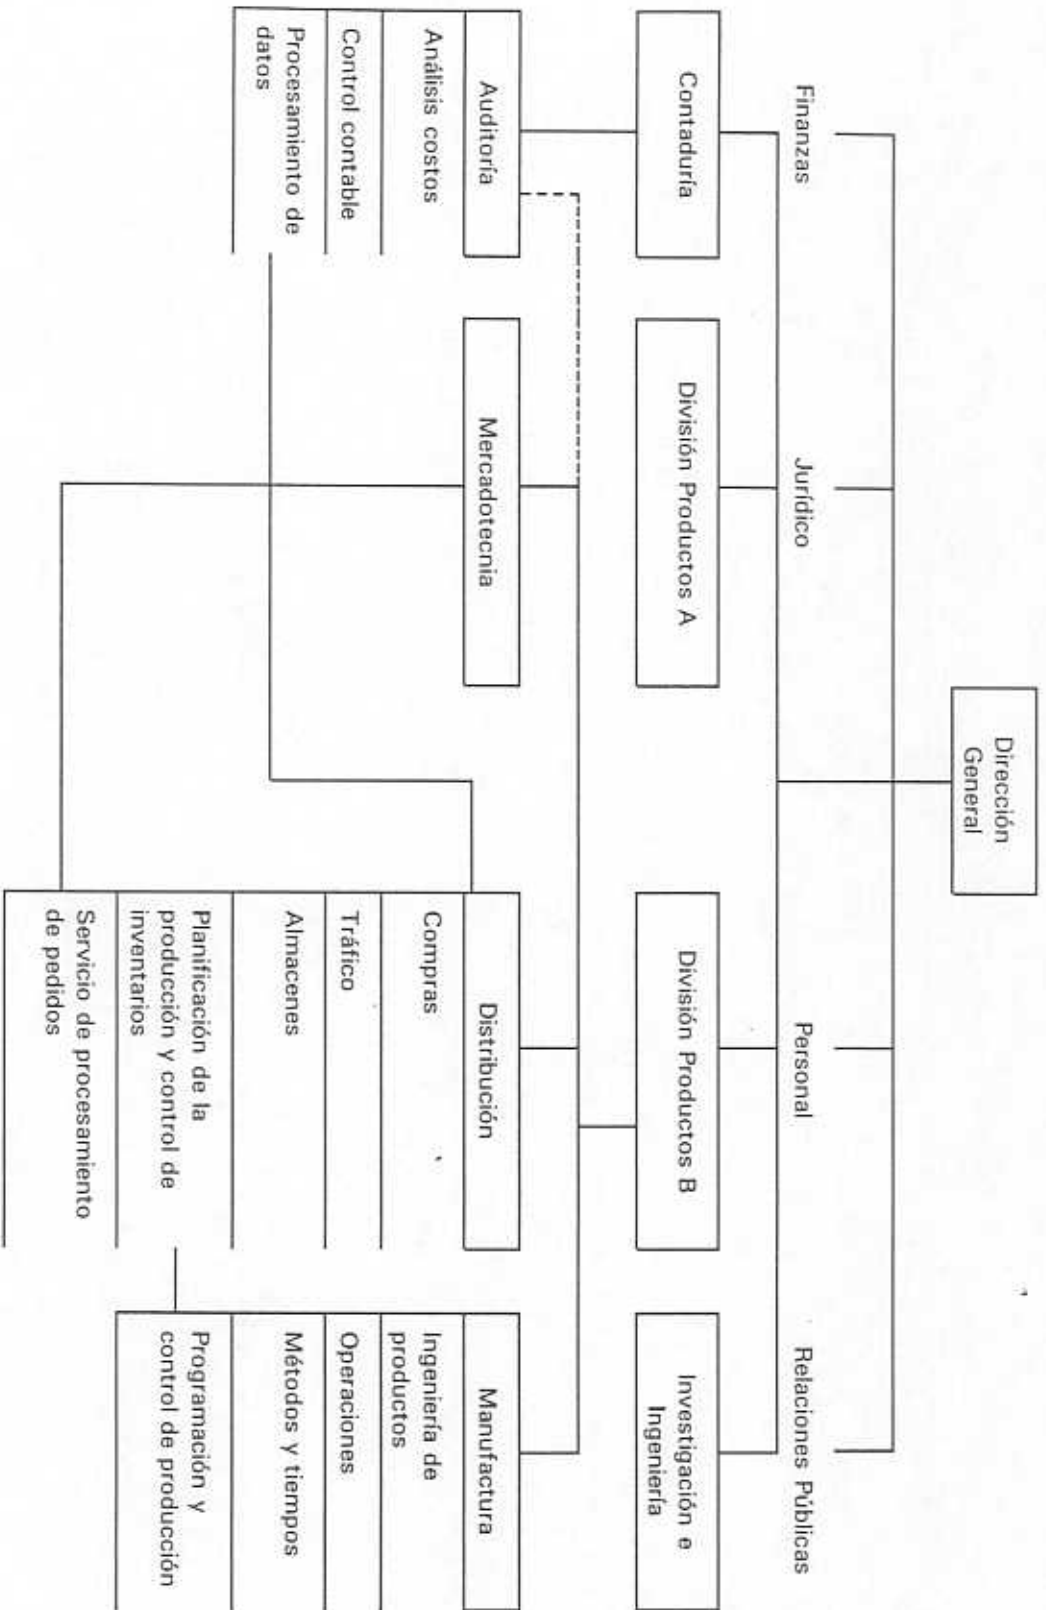 Dirección
General
Finanzas
Jurídico
Personal
Relaciones Públicas
Contaduría
División Productos A
División Productos B
Investigación e
Ingeniería
Auditoría
Análisis costos
Control contable
Procesamiento de
datos
Mercadotecnia
Distribución
Compras
Tráfico
Almacenes
Planificación de la
producción y control de
inventarios
Servicio de procesamiento
de pedidos
Manufactura
Ingeniería de
productos
Operaciones
Métodos y tiempos
Programación y
control de producción